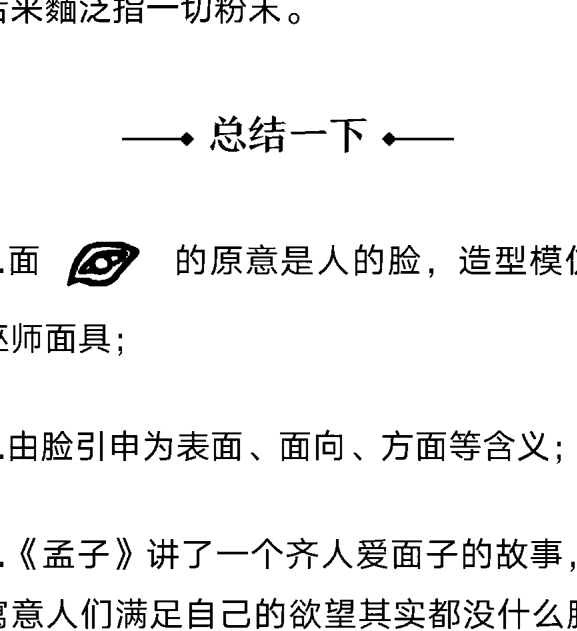 后来麵泛指一切粉末。
总结一下
.面 的原意是人的脸，造型模仿
巫师面具；
.由脸引申为表面、面向、方面等含义；
.《孟子》讲了一个齐人爱面子的故事，
寓意人们满足自己的欲望其实都没什么脸